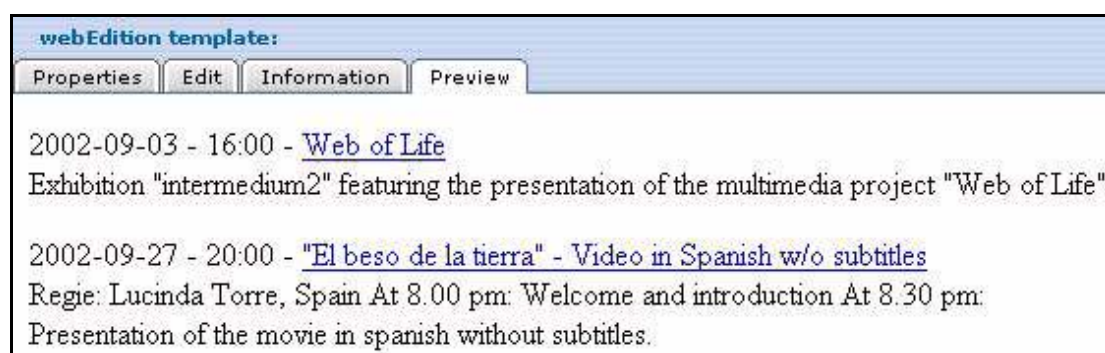 webEdition template:
Properties Edit Information Preview
2002-09-03 - 16:00 - Web of Life
Exhibition "intermedium2" featuring the presentation of the multimedia project "Web of Life"
2002-09-27 - 20:00 - "El beso de la tierra" - Video in Spanish w/o subtitles
Regie: Lucinda Torre, Spain At 8.00 pm: Welcome and introduction At 8.30 pm:
Presentation of the movie in spanish without subtitles.